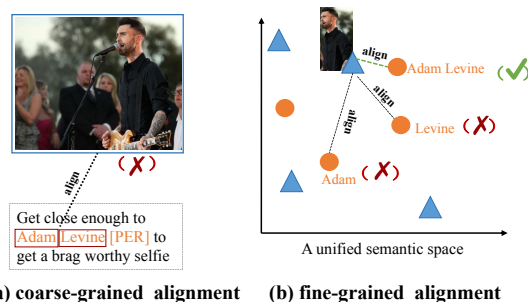 align
(✗)
Get close enough to
Adam Levine [PER] to
get a brag worthy selfie
a) coarse-grained alignment
align
Adam Levine
(✓)
align
Levine (✗)
align
Adam (✗)
A unified semantic space
(b) fine-grained alignment